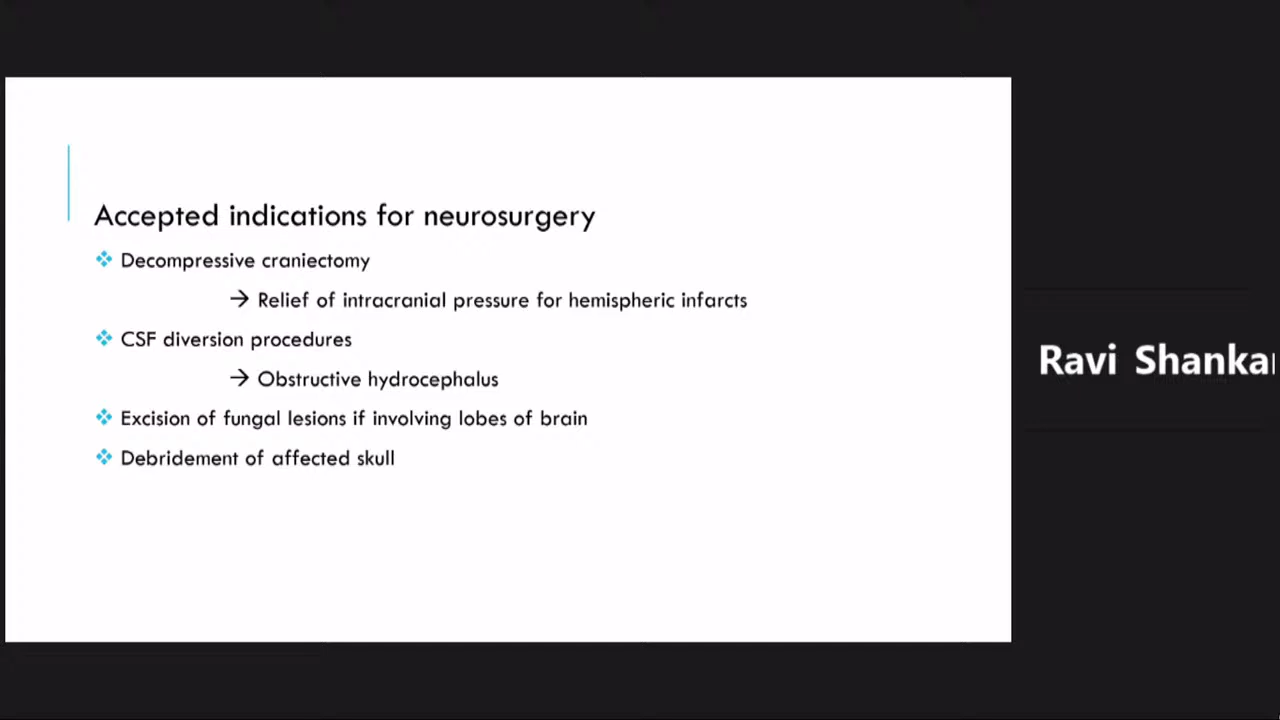 Accepted indications for neurosurgery
❖ Decompressive craniectomy
→ Relief of intracranial pressure for hemispheric infarcts
❖ CSF diversion procedures
→ Obstructive hydrocephalus
❖ Excision of fungal lesions if involving lobes of brain
❖ Debridement of affected skull
Ravi Shankar